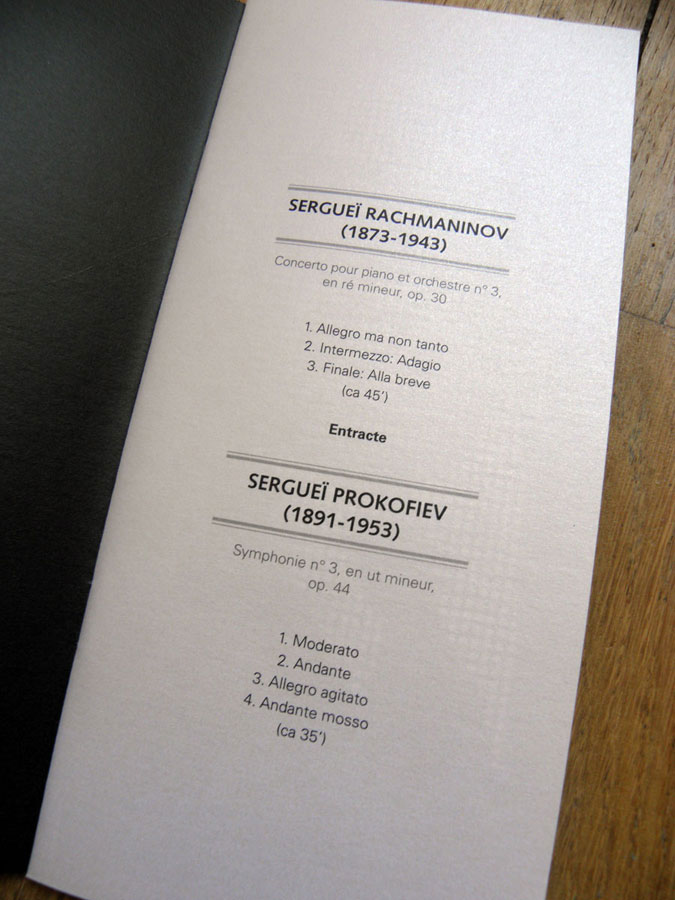 SERGUEÏ RACHMANINOV
(1873-1943)
Concerto pour piano et orchestre n° 3,
en ré mineur, op. 30
1. Allegro ma non tanto
2. Intermezzo: Adagio
3. Finale: Alla breve
(ca 45’)
Entracte
SERGUEÏ PROKOFIEV
(1891-1953)
Symphonie n° 3, en ut mineur,
op. 44
1. Moderato
2. Andante
3. Allegro agitato
4. Andante mosso
(ca 35’)